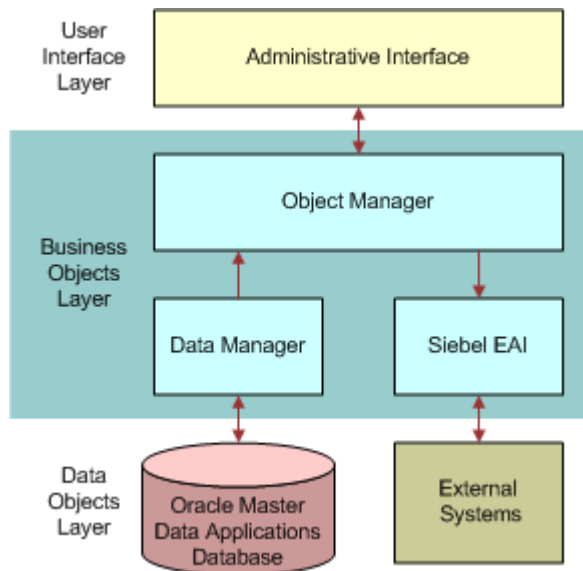 User
Interface
Layer
Administrative Interface
Object Manager
Business
Objects
Layer
Data Manager
Siebel EAI
Data
Objects
Layer
Oracle Master
Data Applications
Database
External
Systems